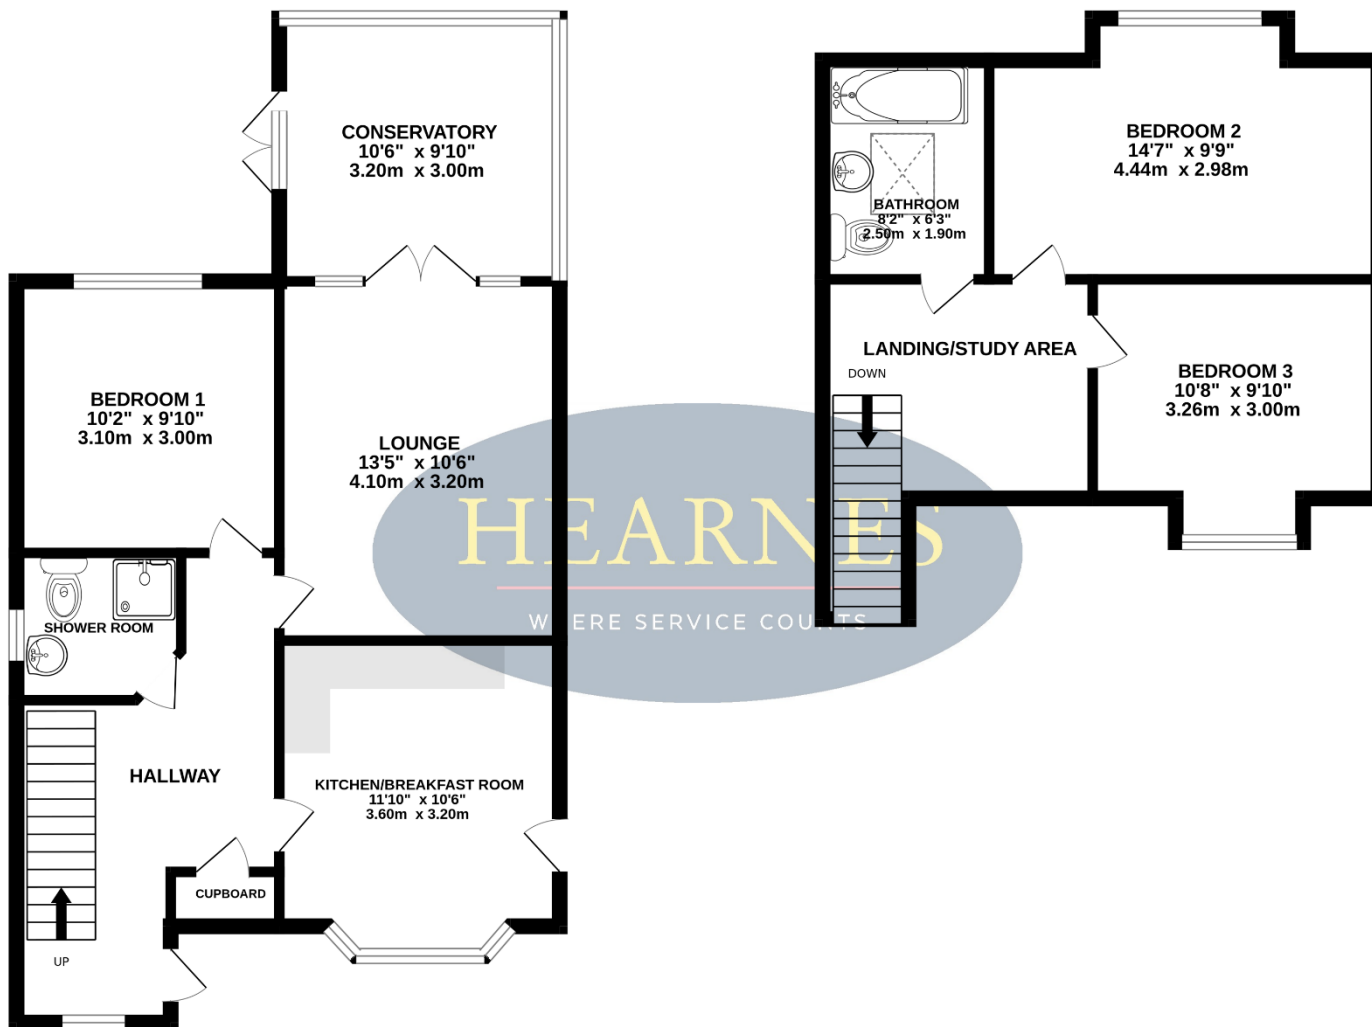 CONSERVATORY
10'6" x 9'10"
3.20m x 3.00m
BEDROOM 1
10'2" x 9'10"
3.10m x 3.00m
LOUNGE
13'5" x 10'6"
4.10m x 3.20m
SHOWER ROOM
HALLWAY
KITCHEN/BREAKFAST ROOM
11'10" x 10'6"
3.60m x 3.20m
CUPBOARD
UP
BATHROOM
8'2" x 6'3"
2.50m x 1.90m
BEDROOM 2
14'7" x 9'9"
4.44m x 2.98m
LANDING/STUDY AREA
DOWN
BEDROOM 3
10'8" x 9'10"
3.26m x 3.00m
HEARNES
WHERE SERVICE COUNTS